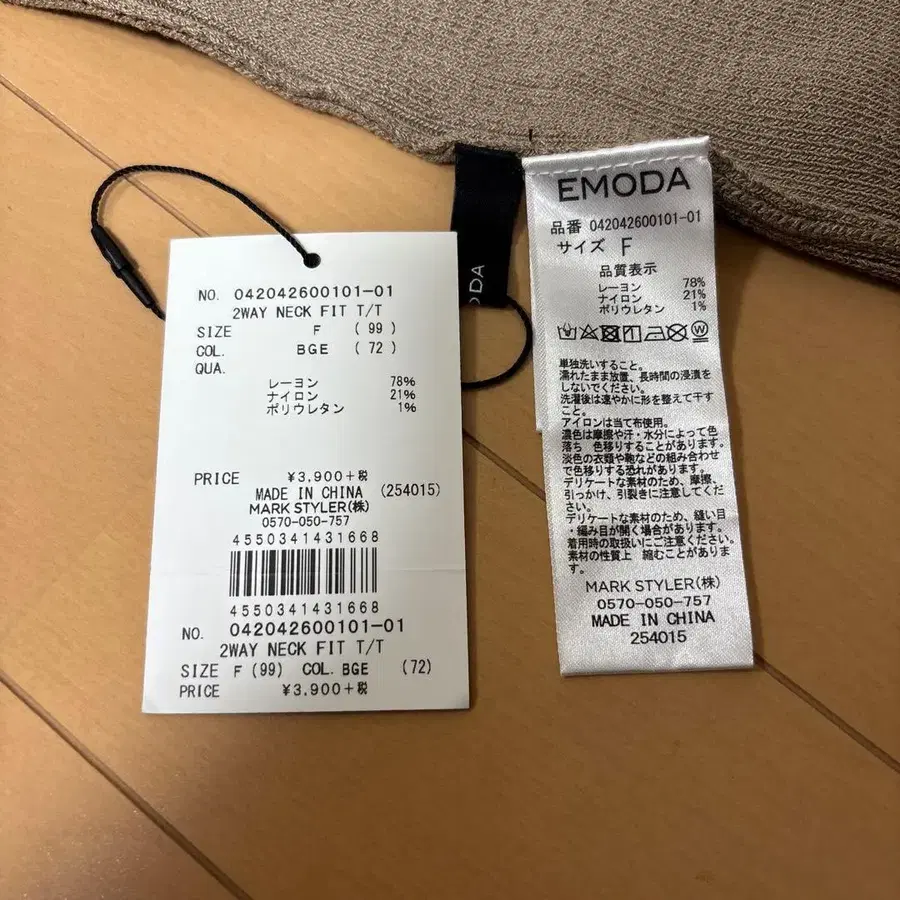 NO. 042042600101-01
2WAY NECK FIT T/T
SIZE F (99)
COL. BGE (72)
QUA.
レーヨン 78%
ナイロン 21%
ポリウレタン 1%
PRICE ¥3,900+税
MADE IN CHINA (254015)
MARK STYLER(株)
0570-050-757
4550341431668
4550341431668
NO. 042042600101-01
2WAY NECK FIT T/T
SIZE F (99) COL. BGE (72)
PRICE ¥3,900+税
ODA
EMODA
品番 042042600101-01
サイズ F
品質表示
レーヨン 78%
ナイロン 21%
ポリウレタン 1%
単独洗いすること。
濡れたまま放置、長時間の浸漬を
しないでください。
洗濯後は速やかに形を整えて干す
こと。
アイロンは当て布使用。
濃色は摩擦や汗・水分によって色
落ち 色移りすることがあります。
淡色の衣類や鞄などの組み合わせ
で色移りする恐れがあります。
デリケートな素材のため、摩擦、
引っかけ、引裂きに注意してくだ
さい。
デリケートな素材のため、縫い目
・編み目が開く場合があります。
着用時の取扱いにご注意ください。
素材の性質上 縮むことがありま
す。
MARK STYLER(株)
0570-050-757
MADE IN CHINA
254015